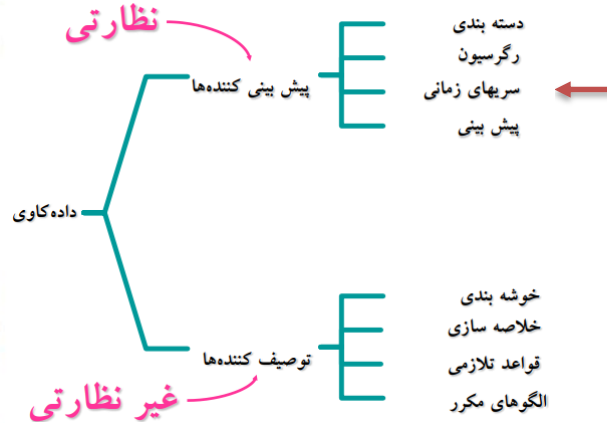 نظارتی
دسته بندی
رگرسیون
پیش بینی کننده‌ها
سریهای زمانی
پیش بینی
داده‌کاوی
خوشه بندی
خلاصه سازی
توصیف کننده‌ها
قواعد تلازمی
غیر نظارتی
الگوهای مکرر